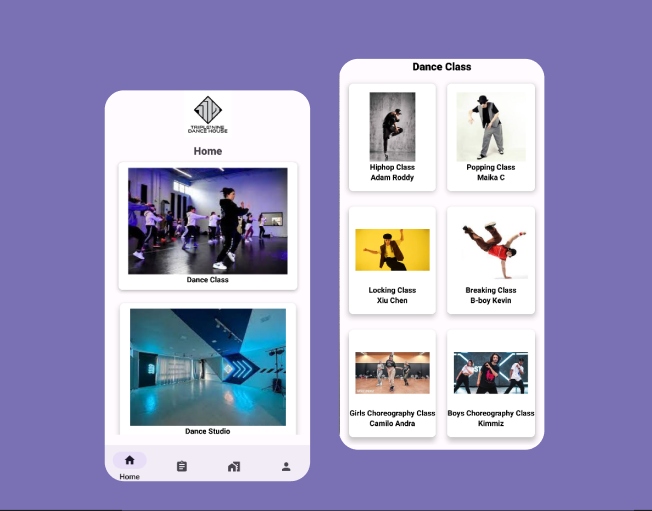 TRIPLE NINE
DANCE HOUSE
Home
Dance Class
Dance Studio
Home
Dance Class
Hiphop Class
Adam Roddy
Popping Class
Maika C
Locking Class
Xiu Chen
Breaking Class
B-boy Kevin
Girls Choreography Class
Camilo Andra
Boys Choreography Class
Kimmiz